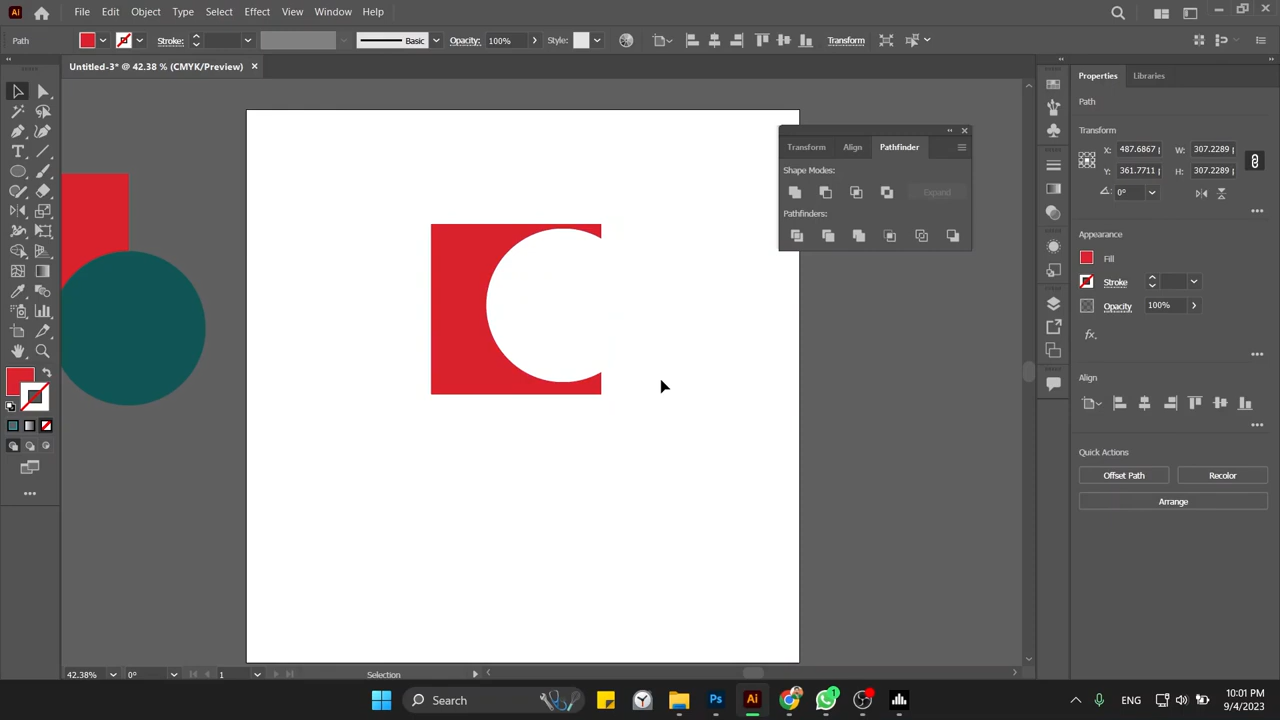 Ai File Edit Object Type Select Effect View Window Help
Path Stroke: Basic Opacity: 100% Style: Transform
Untitled-3* @ 42.38 % (CMYK/Preview)
Transform Align Pathfinder
Shape Modes:
Expand
Pathfinders:
Properties Libraries
Path
Transform
X: 487.6867 p W: 307.2289 p
Y: 361.7711 p H: 307.2289 p
0°
Appearance
Fill
Stroke
Opacity 100%
fx.
Align
Quick Actions
Offset Path Recolor
Arrange
42.38% 0° 1 Selection
Search Ps Ai 1 ENG 10:01 PM
9/4/2023